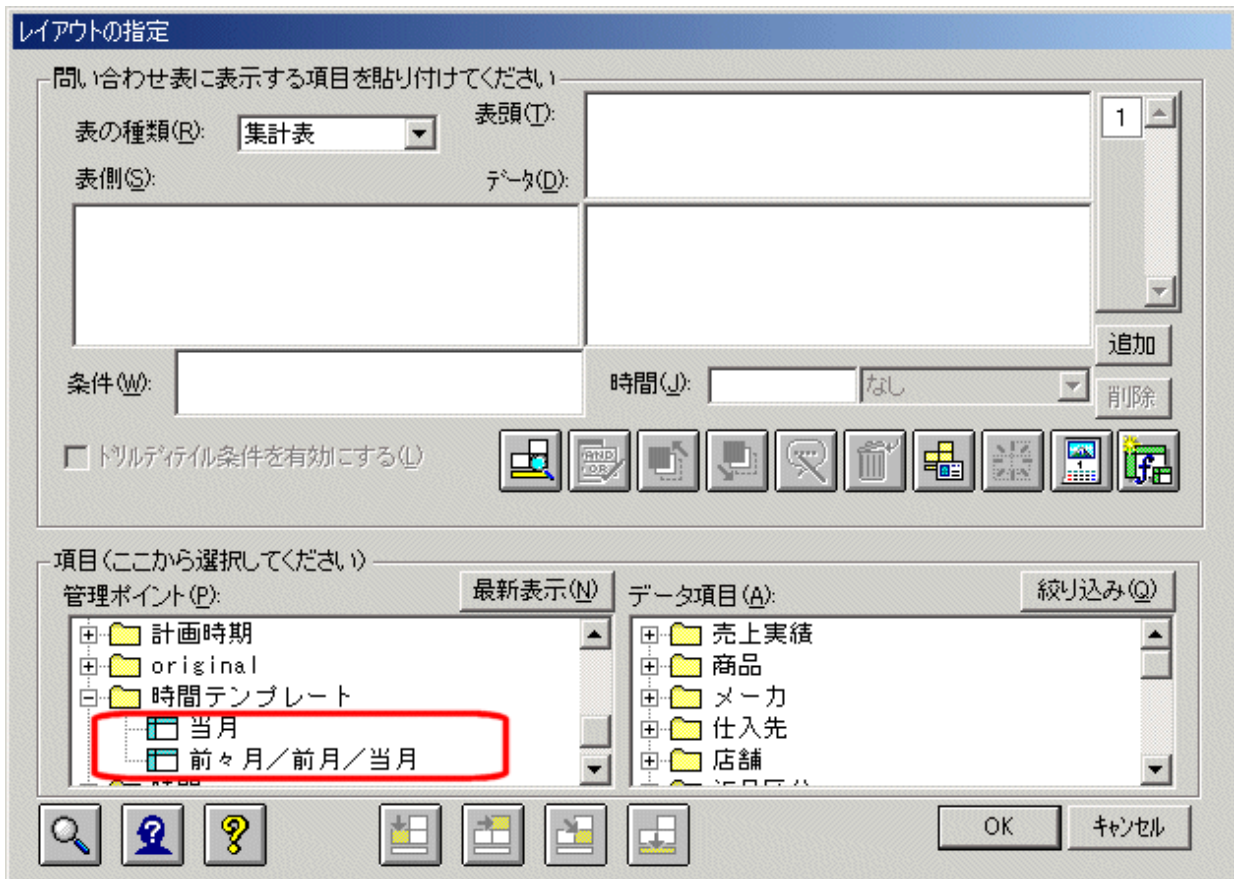 レイアウトの指定
問い合わせ表に表示する項目を貼り付けてください
表の種類(R):
集計表
表頭(T):
1
表側(S):
データ(D):
追加
条件(W):
時間(J):
なし
削除
ドリルディテイル条件を有効にする(L)
AND
OR
1
項目(ここから選択してください)
管理ポイント(P):
最新表示(N)
データ項目(A):
絞り込み(Q)
計画時期
original
時間テンプレート
当月
前々月/前月/当月
売上実績
商品
メーカ
仕入先
店舗
OK
キャンセル